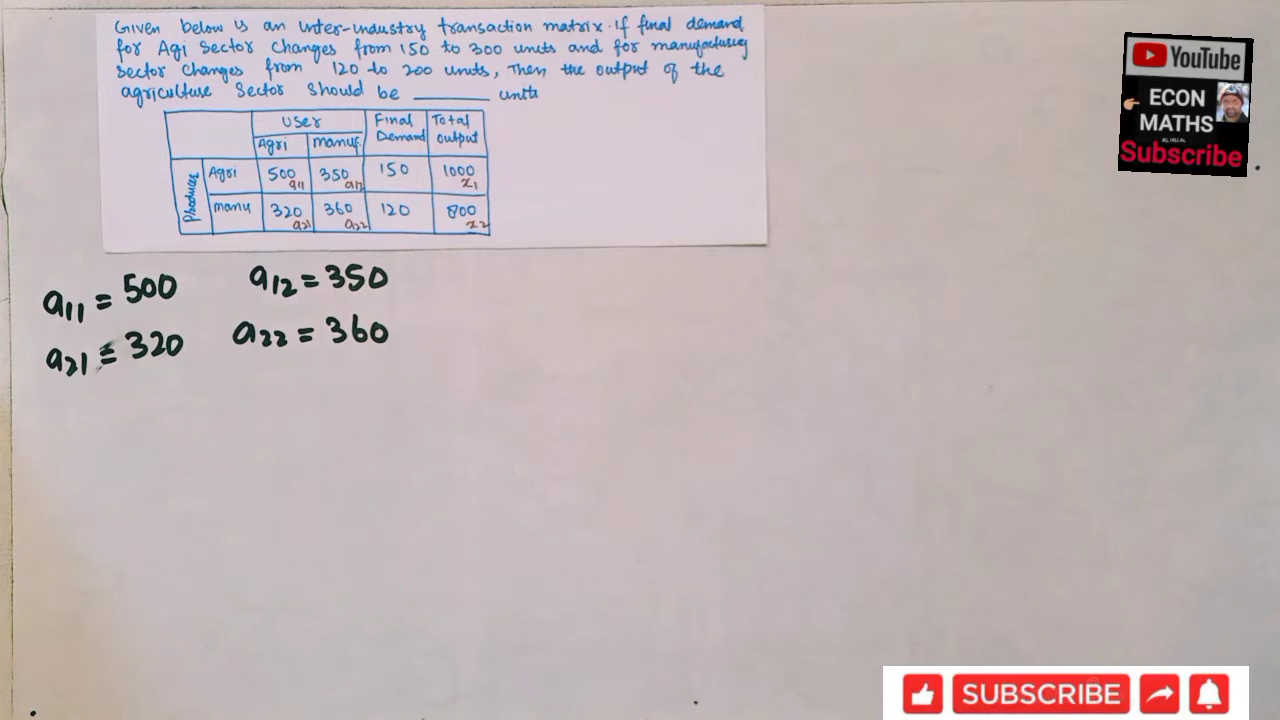 Given below is an inter-industry transaction matrix. If final demand
for Agi Sector Changes from 150 to 300 units and for manufacturing
Sector Changes from 120 to 200 units, Then the output of the
agriculture Sector Should be ______ units
User Final Total
Agri Manuf. Demand output
Producer
Agri 500 350 150 1000
a11 a12 x1
manu 320 360 120 800
a21 a22 x2
a11 = 500 a12 = 350
a21 = 320 a22 = 360
YouTube
ECON
MATHS
Subscribe
SUBSCRIBE